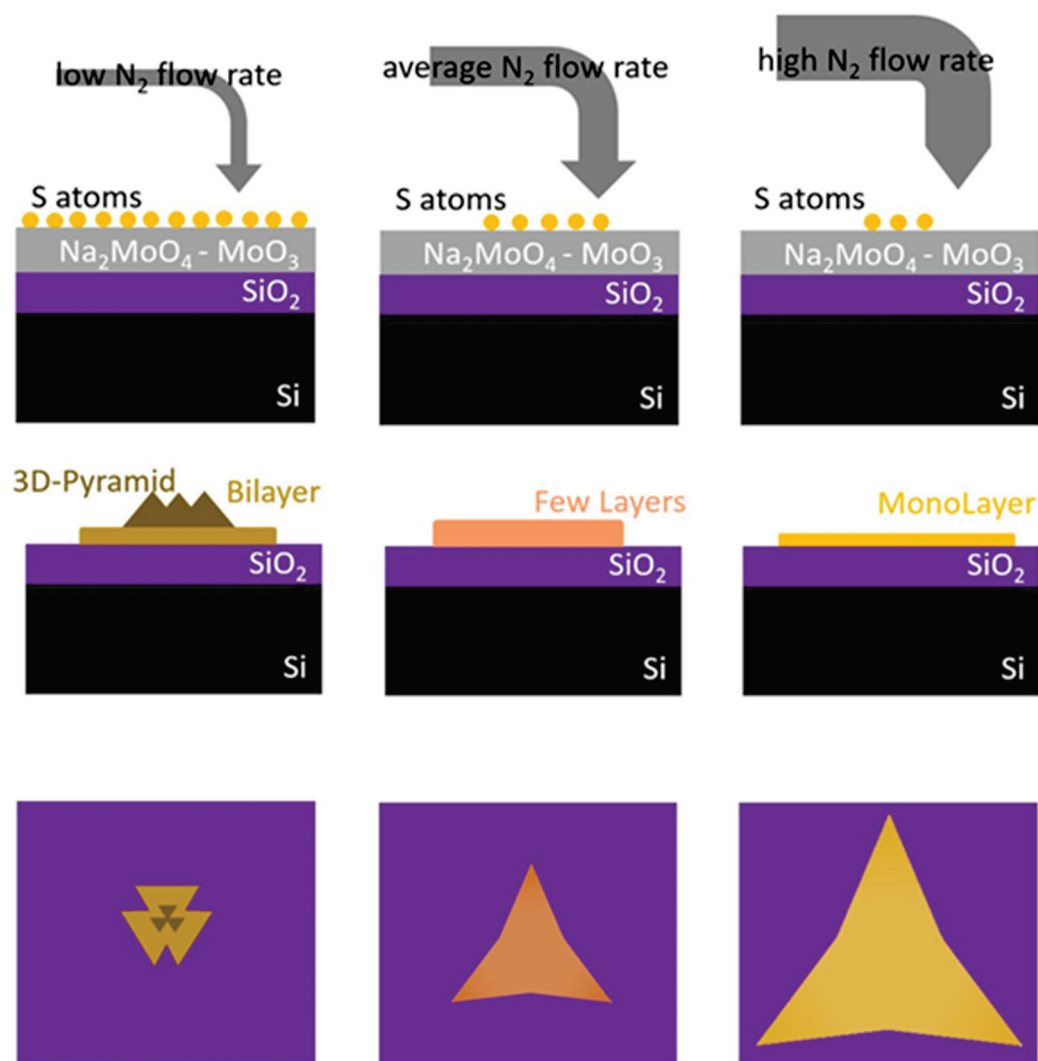 low N₂ flow rate
average N₂ flow rate
high N₂ flow rate
S atoms
S atoms
S atoms
Na₂MoO₄ - MoO₃
Na₂MoO₄ - MoO₃
Na₂MoO₄ - MoO₃
SiO₂
SiO₂
SiO₂
Si
Si
Si
3D-Pyramid
Bilayer
Few Layers
MonoLayer
SiO₂
SiO₂
SiO₂
Si
Si
Si